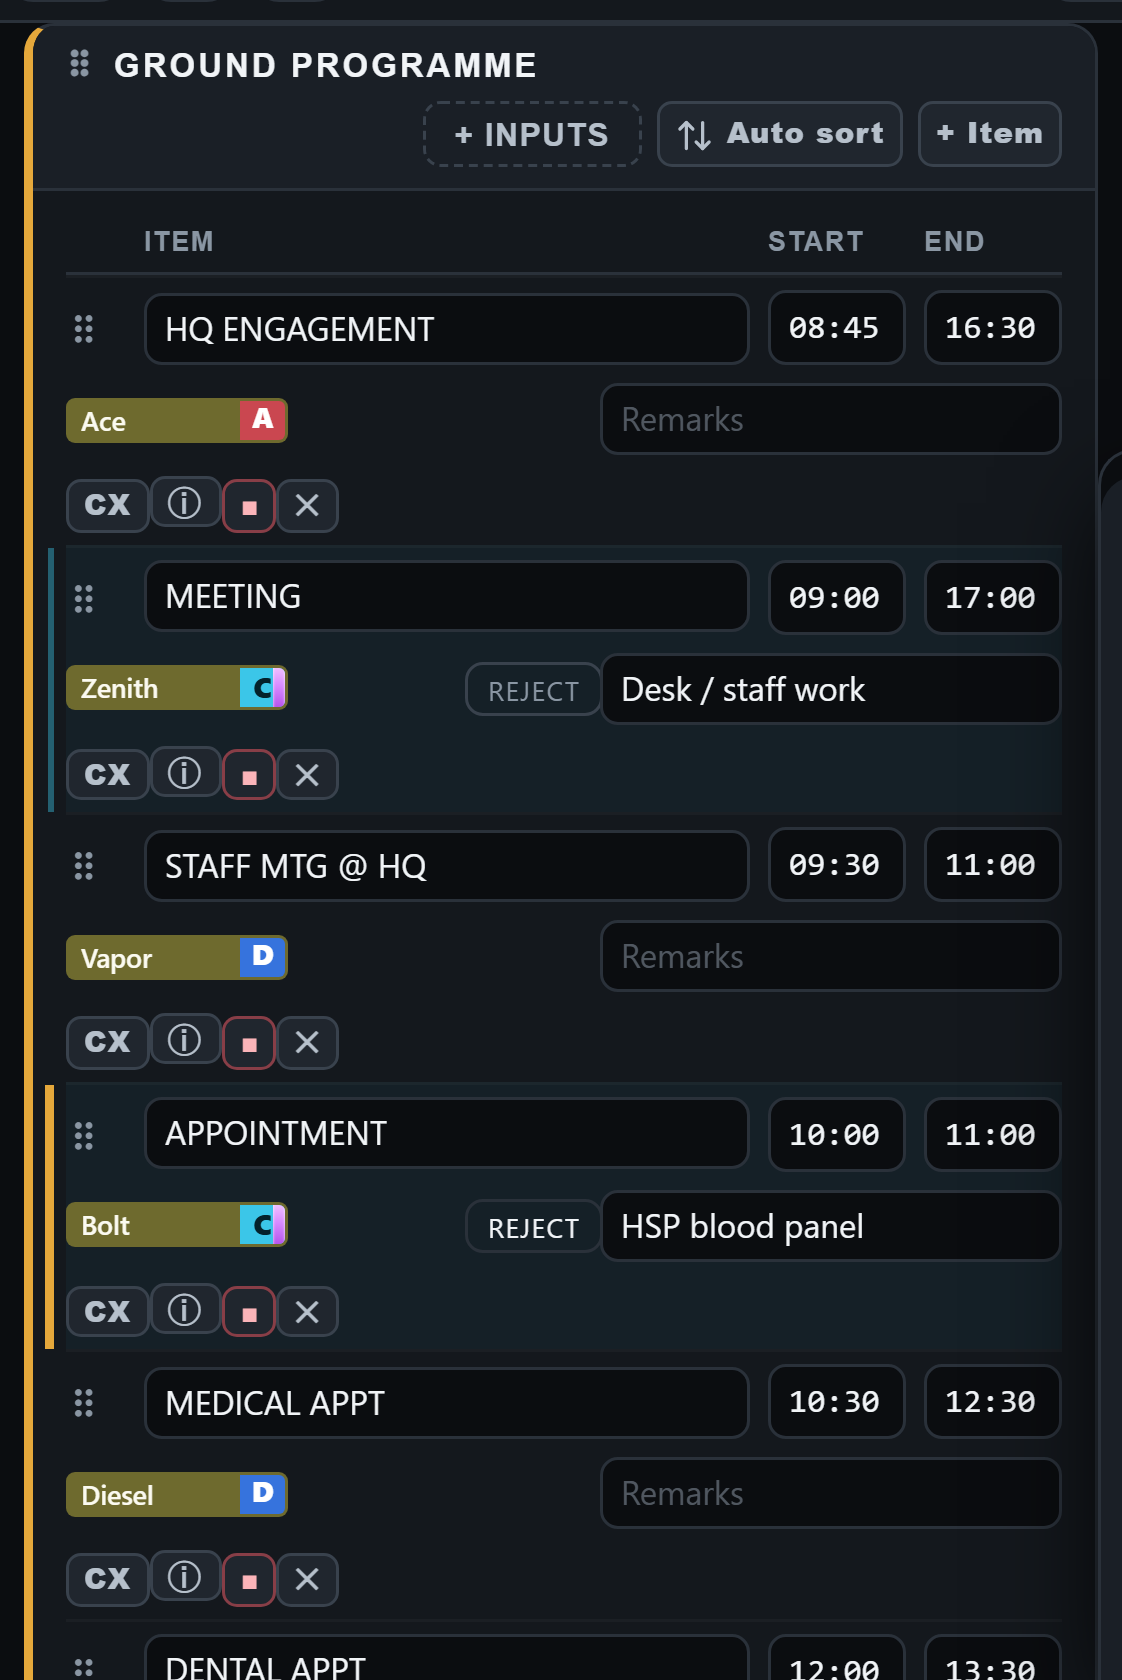 GROUND PROGRAMME
+ INPUTS
Auto sort
+ Item
ITEM START END
HQ ENGAGEMENT 08:45 16:30
Ace A Remarks
CX
MEETING 09:00 17:00
Zenith C REJECT Desk / staff work
CX
STAFF MTG @ HQ 09:30 11:00
Vapor D Remarks
CX
APPOINTMENT 10:00 11:00
Bolt C REJECT HSP blood panel
CX
MEDICAL APPT 10:30 12:30
Diesel D Remarks
CX
DENTAL APPT 12:00 13:30